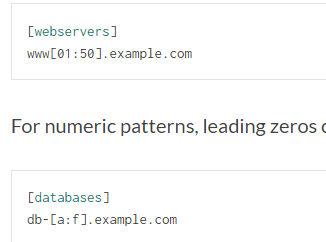 [webservers]
www[01:50].example.com
For numeric patterns, leading zeros
[databases]
db-[a:f].example.com